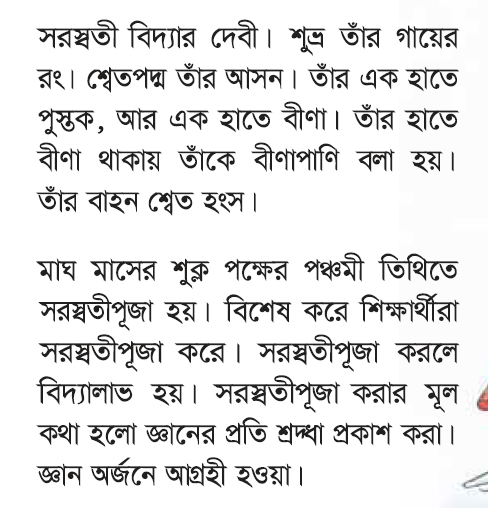 সরস্বতী বিদ্যার দেবী। শুভ্র তাঁর গায়ের
রং। শ্বেতপদ্ম তাঁর আসন। তাঁর এক হাতে
পুস্তক, আর এক হাতে বীণা। তাঁর হাতে
বীণা থাকায় তাঁকে বীণাপাণি বলা হয়।
তাঁর বাহন শ্বেত হংস।
মাঘ মাসের শুক্ল পক্ষের পঞ্চমী তিথিতে
সরস্বতীপূজা হয়। বিশেষ করে শিক্ষার্থীরা
সরস্বতীপূজা করে। সরস্বতীপূজা করলে
বিদ্যালাভ হয়। সরস্বতীপূজা করার মূল
কথা হলো জ্ঞানের প্রতি শ্রদ্ধা প্রকাশ করা।
জ্ঞান অর্জনে আগ্রহী হওয়া।